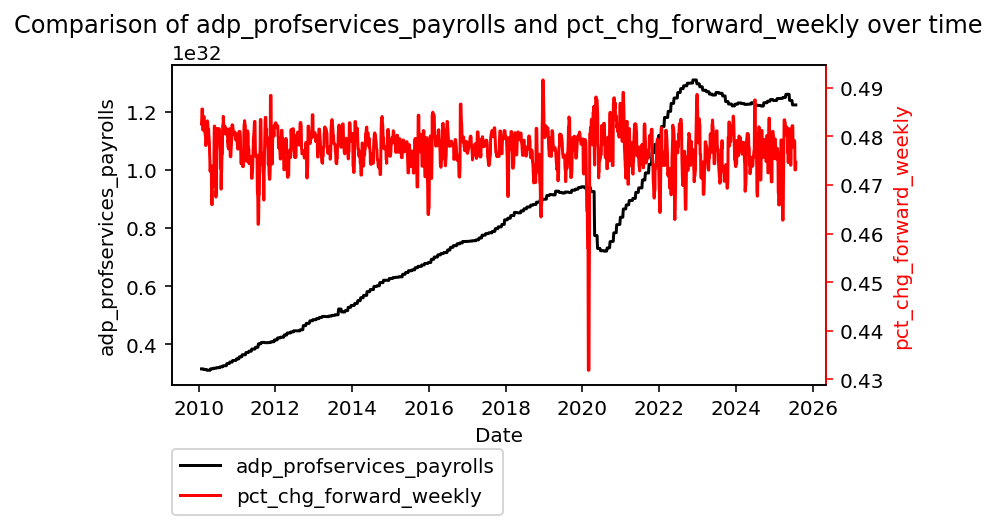 Comparison of adp_profservices_payrolls and pct_chg_forward_weekly over time
1e32
adp_profservices_payrolls
1.2
1.0
0.8
0.6
0.4
0.49
0.48
0.47
0.46
0.45
0.44
0.43
pct_chg_forward_weekly
2010 2012 2014 2016 2018 2020 2022 2024 2026
Date
adp_profservices_payrolls
pct_chg_forward_weekly